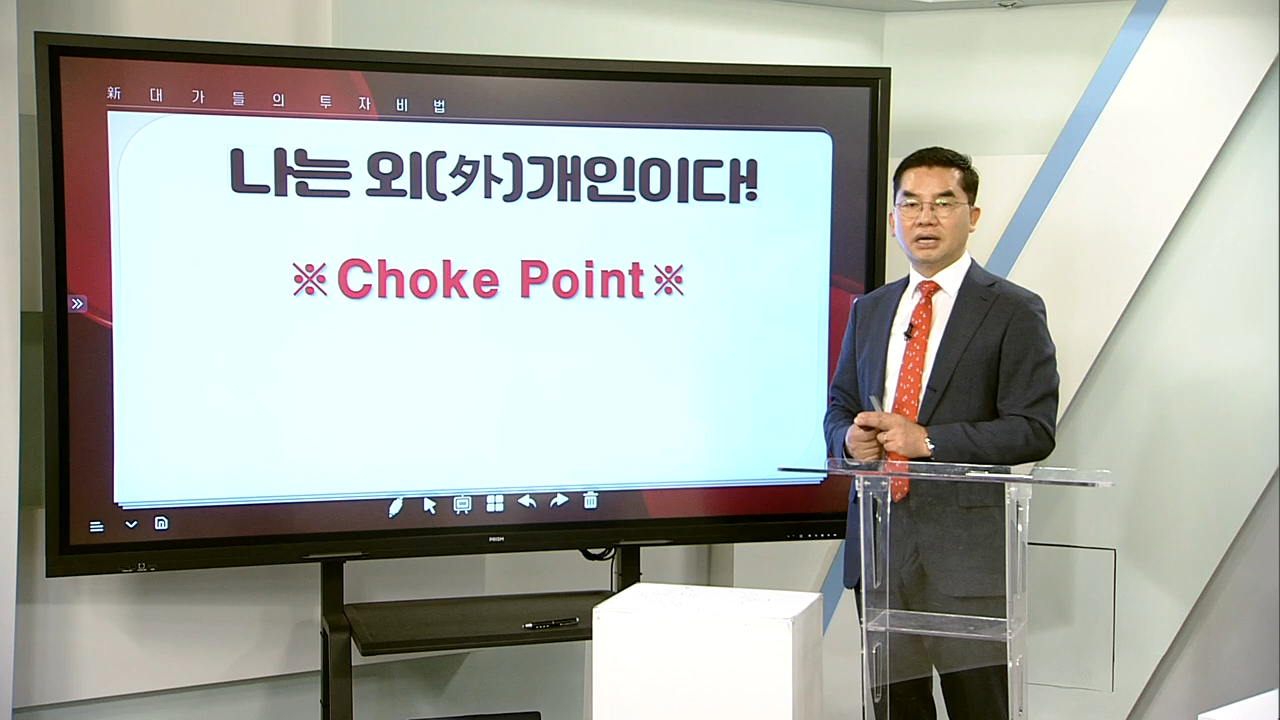 新 대 가 들 의 투 자 비 법
나는 외(外)개인이다!
※Choke Point※
PRISM